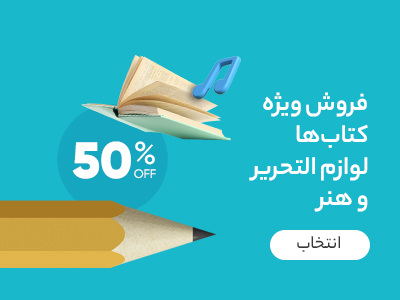 فروش ویژه
کتاب‌ها
لوازم التحریر
و هنر
انتخاب
50%
OFF